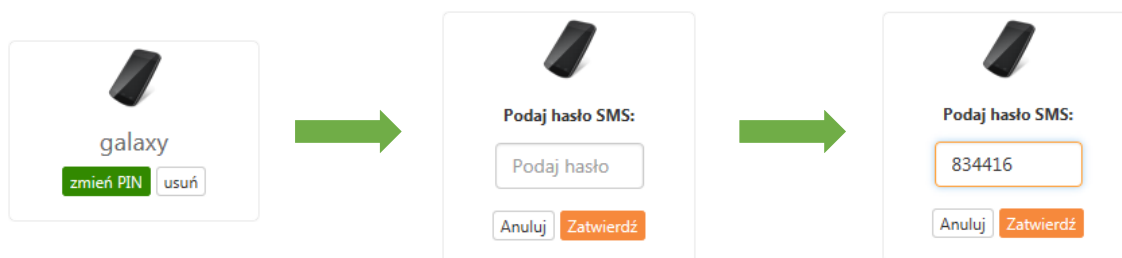 galaxy
zmień PIN usuń
Podaj hasło SMS:
Podaj hasło
Anuluj Zatwierdź
Podaj hasło SMS:
834416
Anuluj Zatwierdź